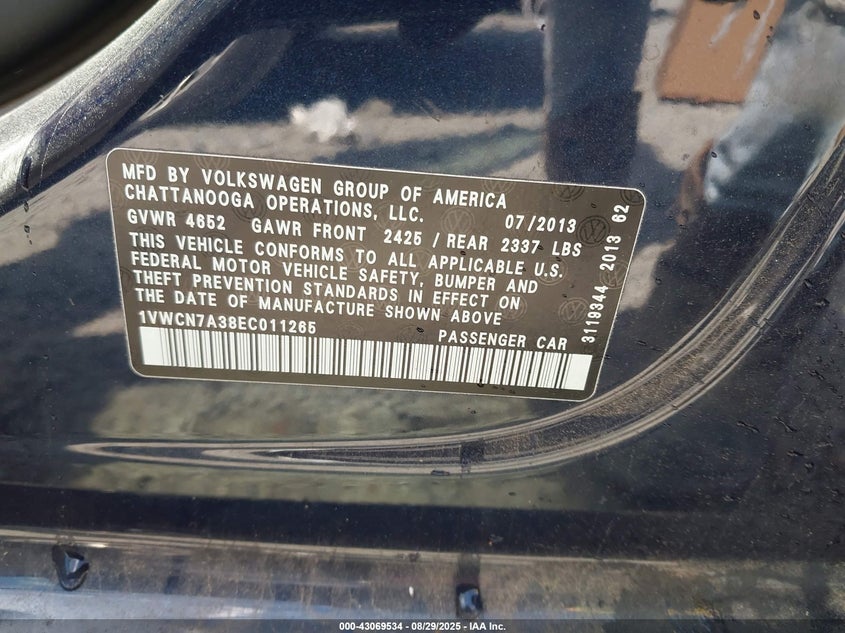 MFD BY VOLKSWAGEN GROUP OF AMERICA
CHATTANOOGA OPERATIONS, LLC. 07/2013
GVWR 4652 GAWR FRONT 2425 / REAR 2337 LBS
THIS VEHICLE CONFORMS TO ALL APPLICABLE U.S.
FEDERAL MOTOR VEHICLE SAFETY, BUMPER AND
THEFT PREVENTION STANDARDS IN EFFECT ON
THE DATE OF MANUFACTURE SHOWN ABOVE
1VWCN7A38EC011265 PASSENGER CAR
3119344 2013 62
000-43069534 - 08/29/2025 - IAA Inc.